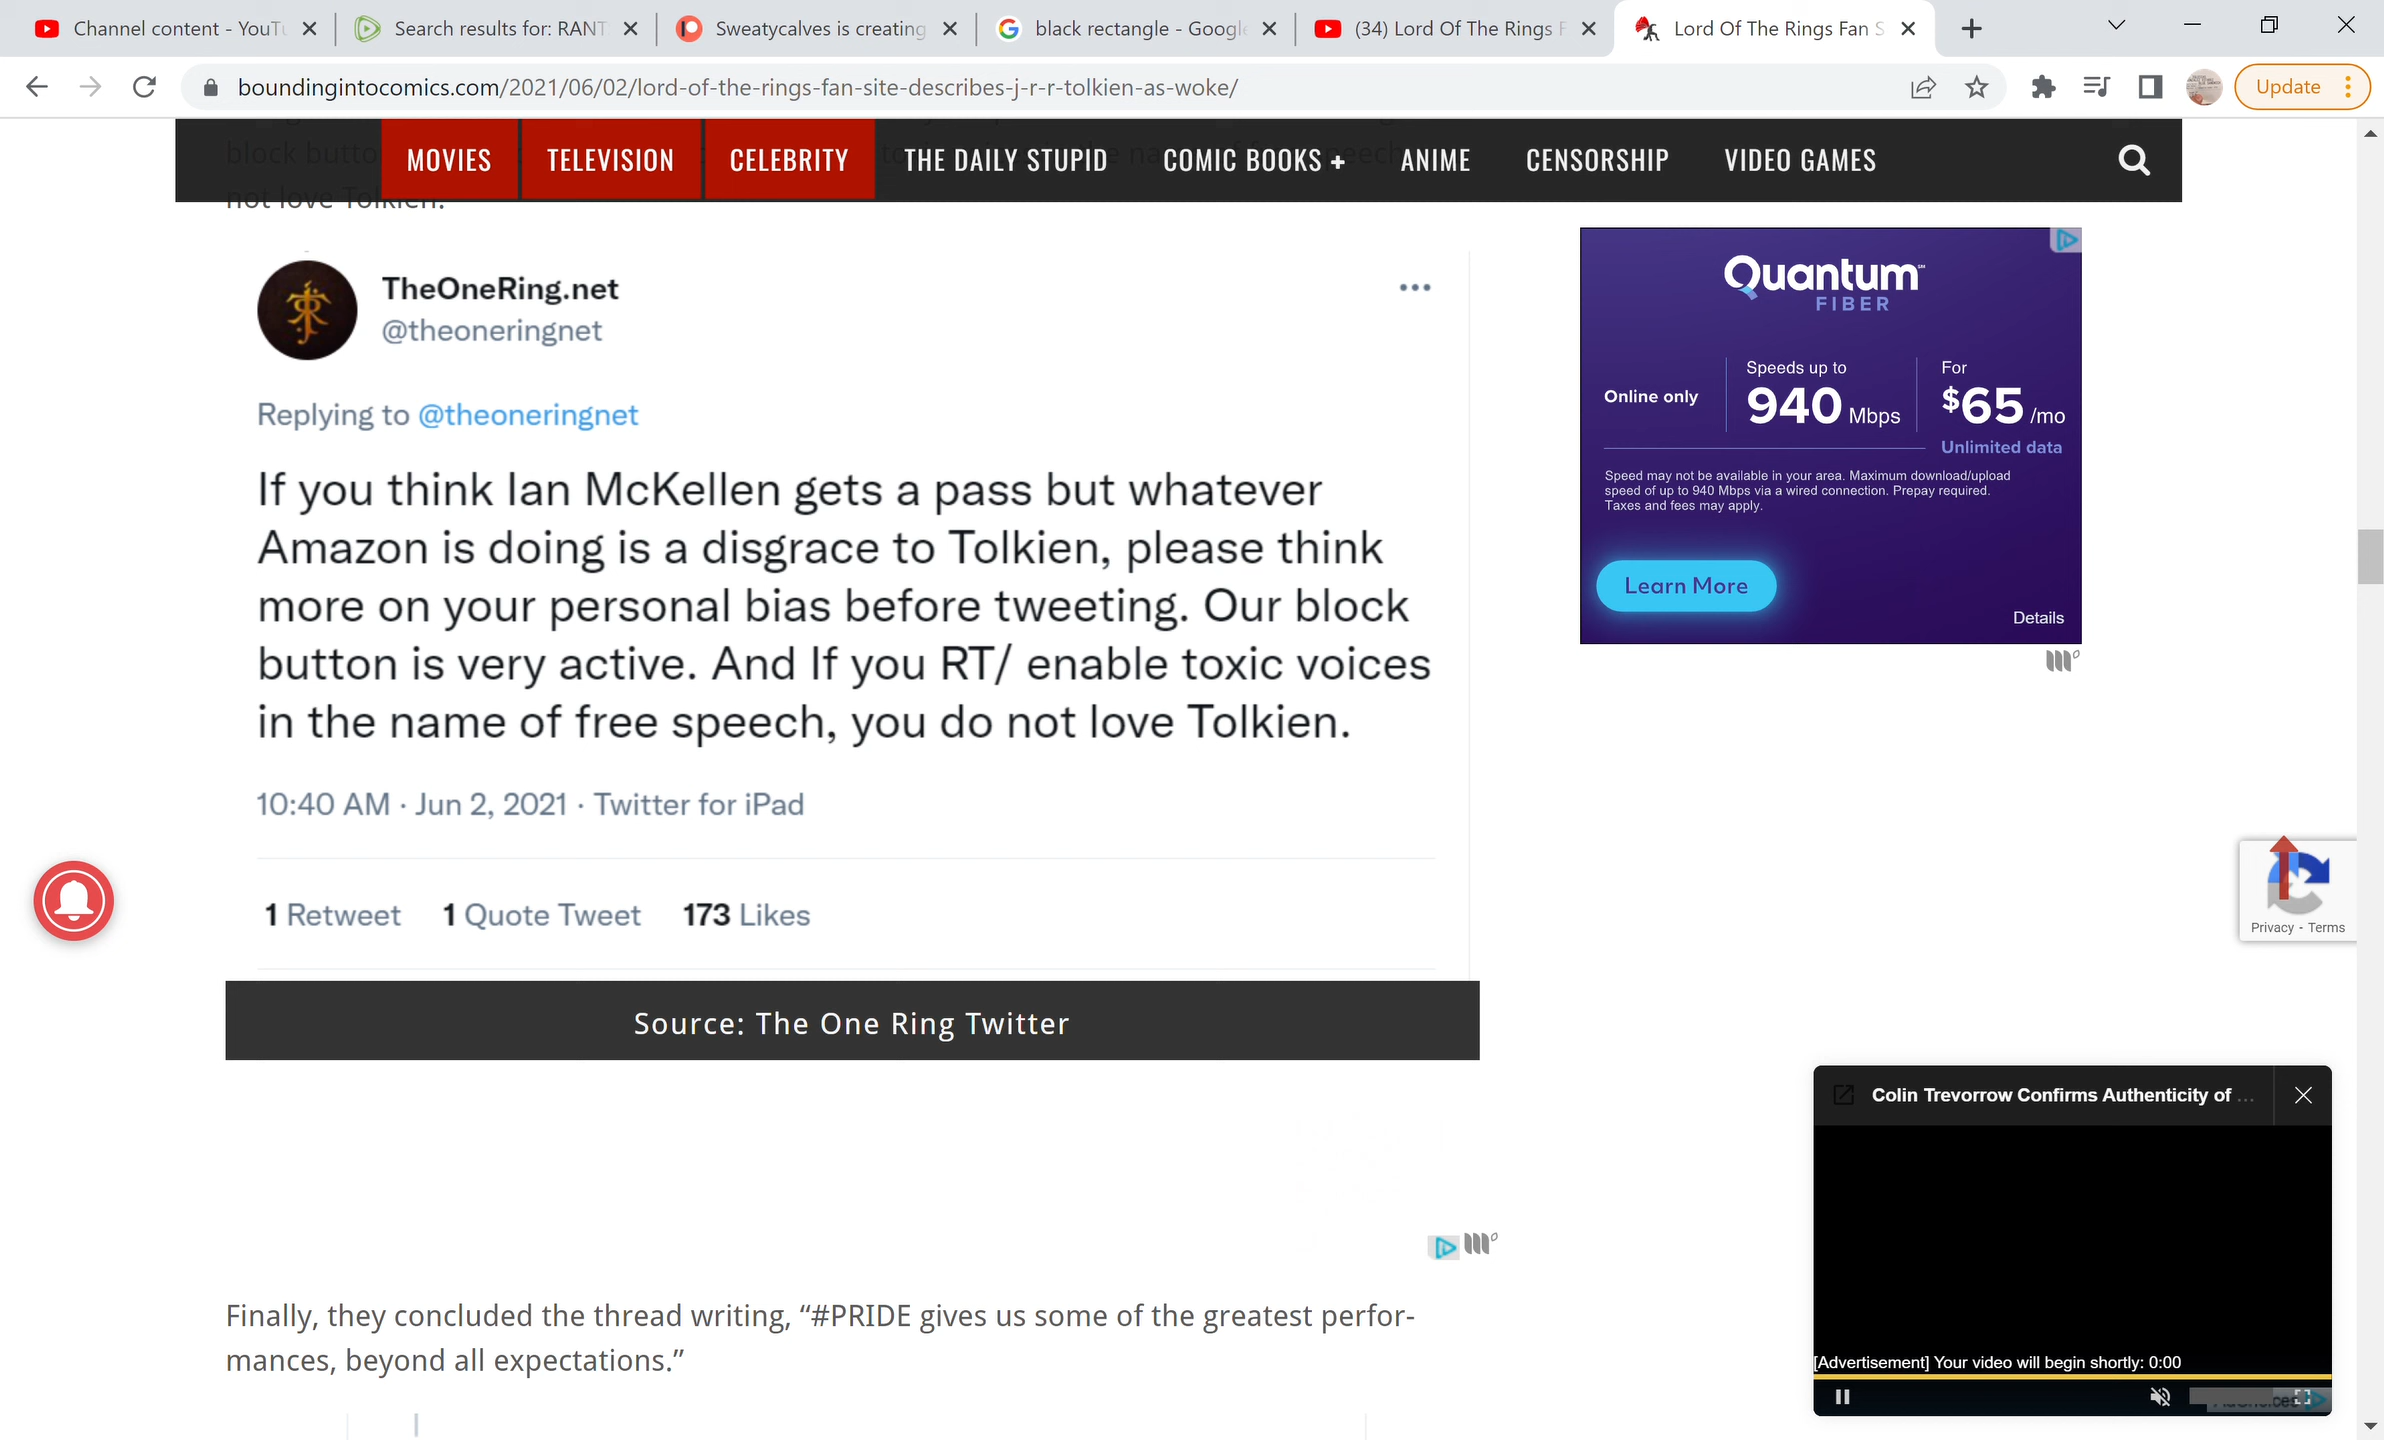 Channel content - YouTu
Search results for: RANT
Sweatycalves is creating
black rectangle - Google
(34) Lord Of The Rings F
Lord Of The Rings Fan S
boundingintocomics.com/2021/06/02/lord-of-the-rings-fan-site-describes-j-r-r-tolkien-as-woke/
Update
MOVIES
TELEVISION
CELEBRITY
THE DAILY STUPID
COMIC BOOKS +
ANIME
CENSORSHIP
VIDEO GAMES
block butto
not love Tolkien.
TheOneRing.net
@theoneringnet
Replying to @theoneringnet
If you think Ian McKellen gets a pass but whatever
Amazon is doing is a disgrace to Tolkien, please think
more on your personal bias before tweeting. Our block
button is very active. And If you RT/ enable toxic voices
in the name of free speech, you do not love Tolkien.
10:40 AM · Jun 2, 2021 · Twitter for iPad
1 Retweet 1 Quote Tweet 173 Likes
Source: The One Ring Twitter
Finally, they concluded the thread writing, “#PRIDE gives us some of the greatest perfor-
mances, beyond all expectations.”
Quantum
FIBER
Online only
Speeds up to
940 Mbps
For
$65 /mo
Unlimited data
Speed may not be available in your area. Maximum download/upload
speed of up to 940 Mbps via a wired connection. Prepay required.
Taxes and fees may apply.
Learn More
Details
Privacy - Terms
Colin Trevorrow Confirms Authenticity of ...
[Advertisement] Your video will begin shortly: 0:00